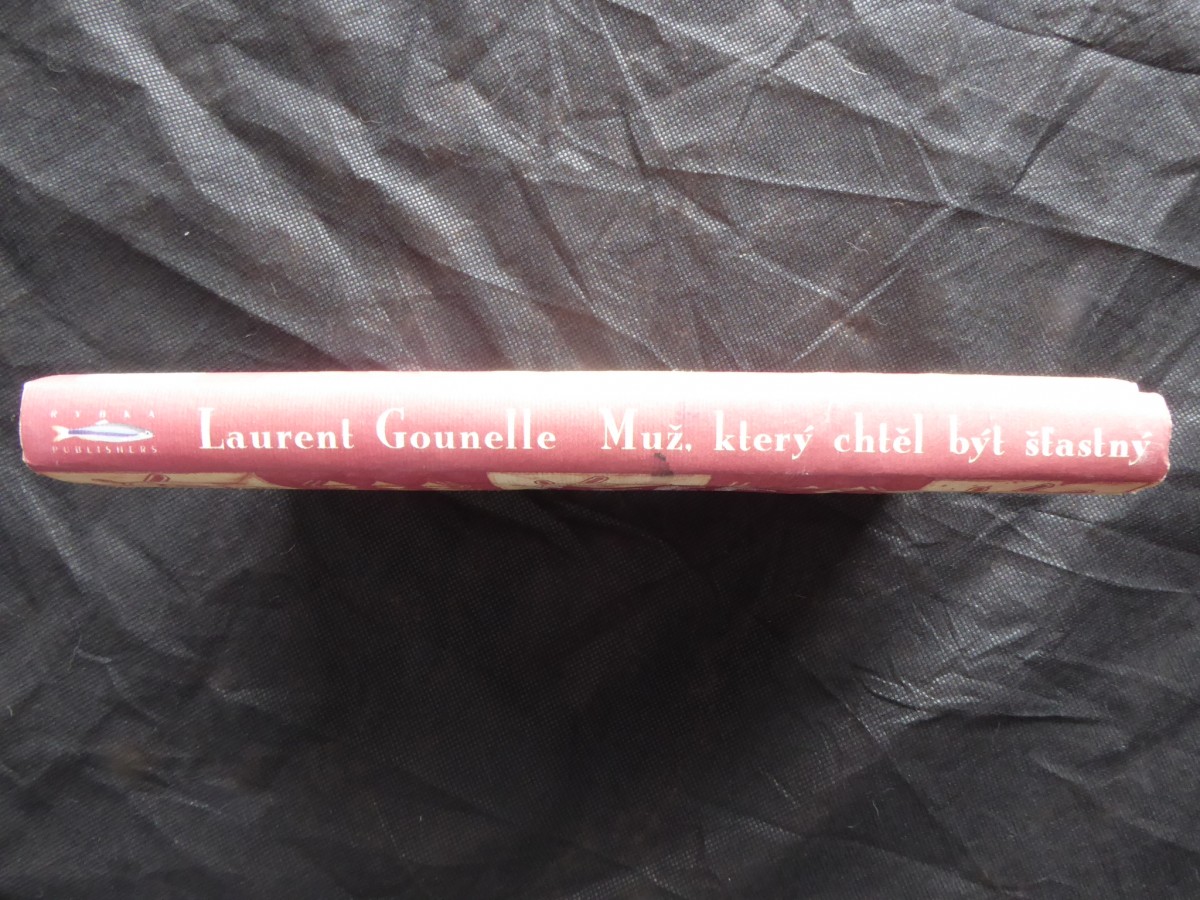 RYBKA
PUBLISHERS
Laurent Gounelle Muž, který chtěl být šťastný